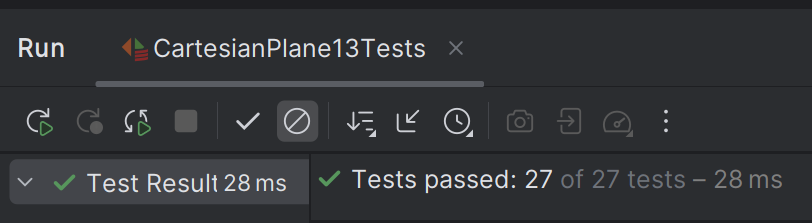 Run CartesianPlane13Tests
Test Result 28 ms Tests passed: 27 of 27 tests – 28 ms